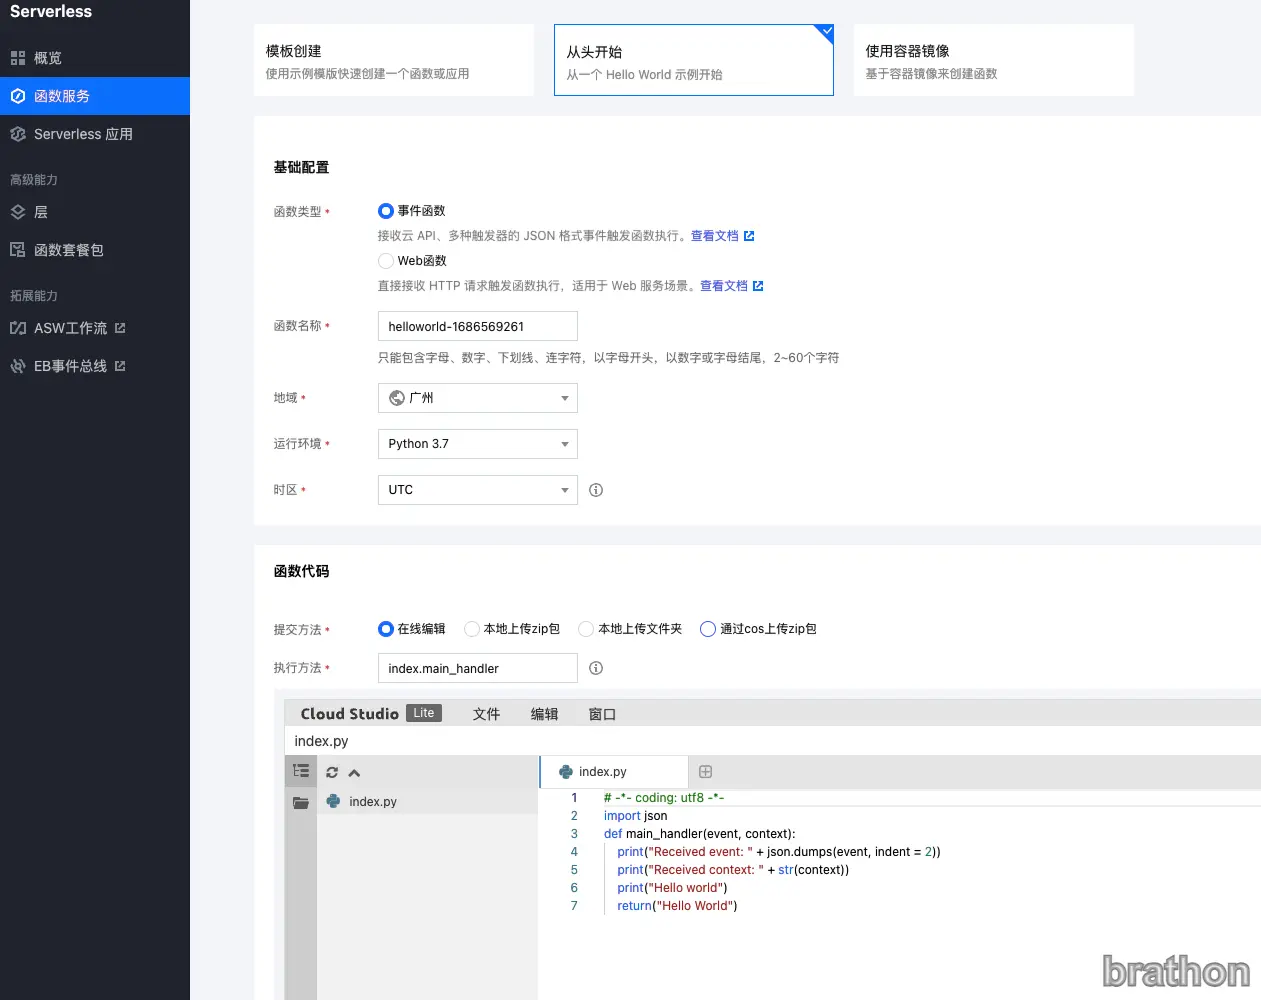 Serverless
概览
函数服务
Serverless 应用
高级能力
层
函数套餐包
拓展能力
ASW工作流
EB事件总线
模板创建
使用示例模版快速创建一个函数或应用
从头开始
从一个 Hello World 示例开始
使用容器镜像
基于容器镜像来创建函数
基础配置
函数类型 * 事件函数
接收云 API、多种触发器的 JSON 格式事件触发函数执行。查看文档
Web函数
直接接收 HTTP 请求触发函数执行，适用于 Web 服务场景。查看文档
函数名称 * helloworld-1686569261
只能包含字母、数字、下划线、连字符，以字母开头，以数字或字母结尾，2~60个字符
地域 * 广州
运行环境 * Python 3.7
时区 * UTC
函数代码
提交方法 * 在线编辑 本地上传zip包 本地上传文件夹 通过cos上传zip包
执行方法 * index.main_handler
Cloud Studio Lite 文件 编辑 窗口
index.py
index.py
index.py
1 # -*- coding: utf8 -*-
2 import json
3 def main_handler(event, context):
4 print("Received event: " + json.dumps(event, indent = 2))
5 print("Received context: " + str(context))
6 print("Hello world")
7 return("Hello World")
brathon